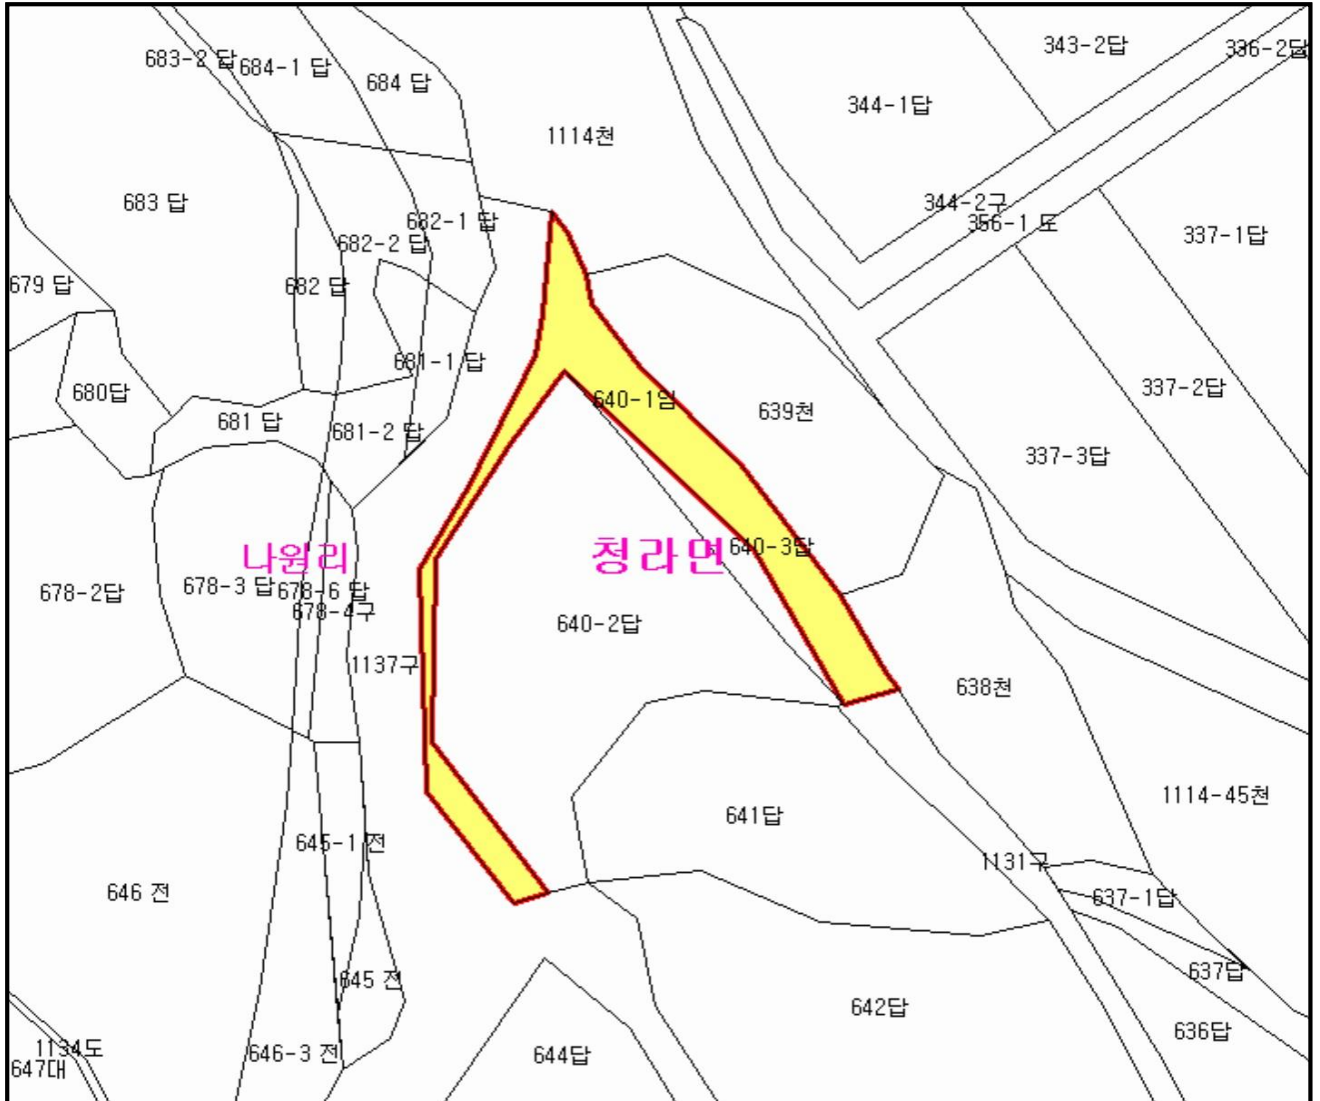 343-2답
336-2답
683-2 답
684-1 답
684 답
344-1답
1114천
683 답
344-2구
682-1 답
356-1 도
337-1답
682-2 답
679 답
682 답
681-1 답
337-2답
680답
640-1임
639천
681 답
681-2 답
337-3답
나원리
청라면
640-3답
678-2답
678-3 답
678-6 답
678-4구
640-2답
1137구
638천
1114-45천
641답
645-1 전
1131구
646 전
637-1답
637답
645 전
642답
636답
1134도
646-3 전
644답
647대